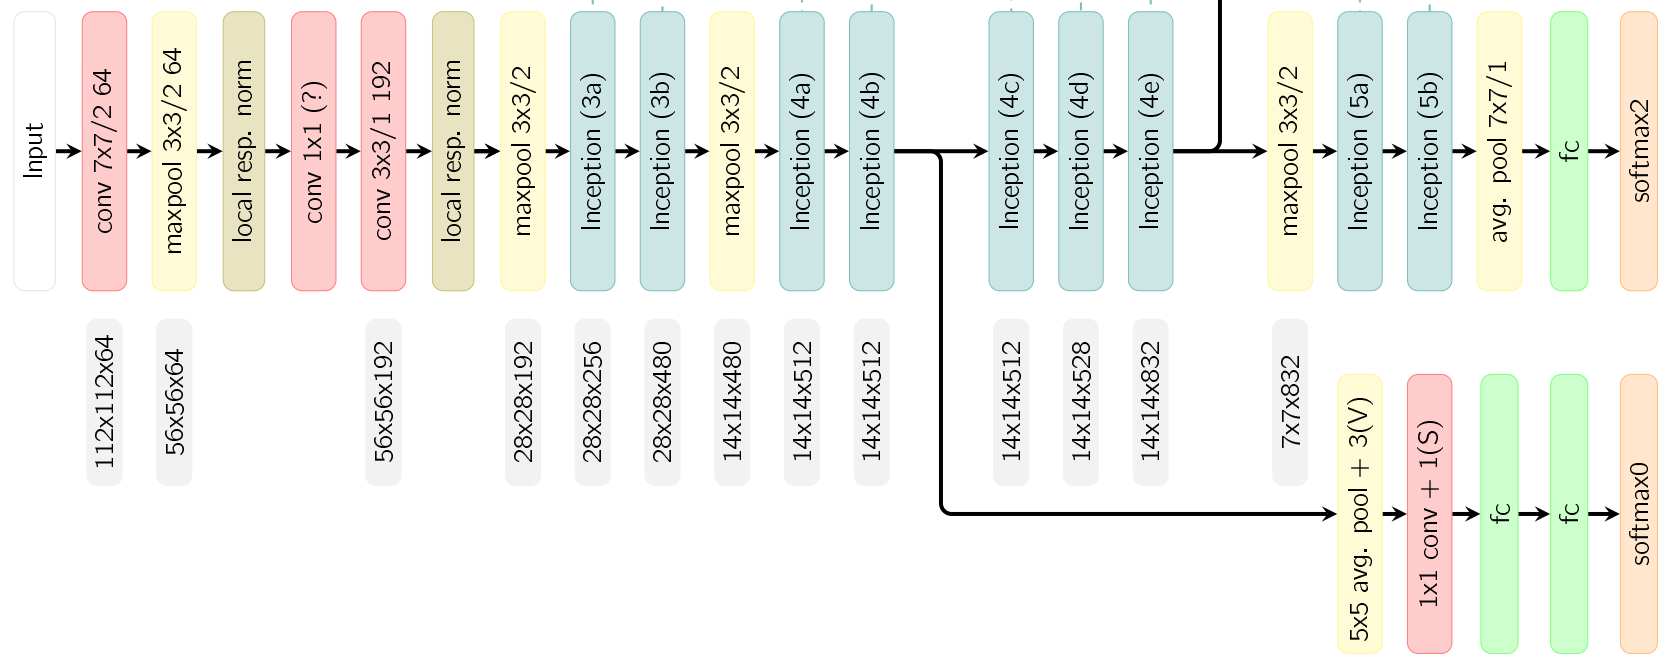 Input
conv 7x7/2 64
maxpool 3x3/2 64
local resp. norm
conv 1x1 (?)
conv 3x3/1 192
local resp. norm
maxpool 3x3/2
Inception (3a)
Inception (3b)
maxpool 3x3/2
Inception (4a)
Inception (4b)
Inception (4c)
Inception (4d)
Inception (4e)
maxpool 3x3/2
Inception (5a)
Inception (5b)
avg. pool 7x7/1
fc
softmax2
112x112x64
56x56x64
56x56x192
28x28x192
28x28x256
28x28x480
14x14x480
14x14x512
14x14x512
14x14x512
14x14x528
14x14x832
7x7x832
5x5 avg. pool + 3(V)
1x1 conv + 1(S)
fc
fc
softmax0